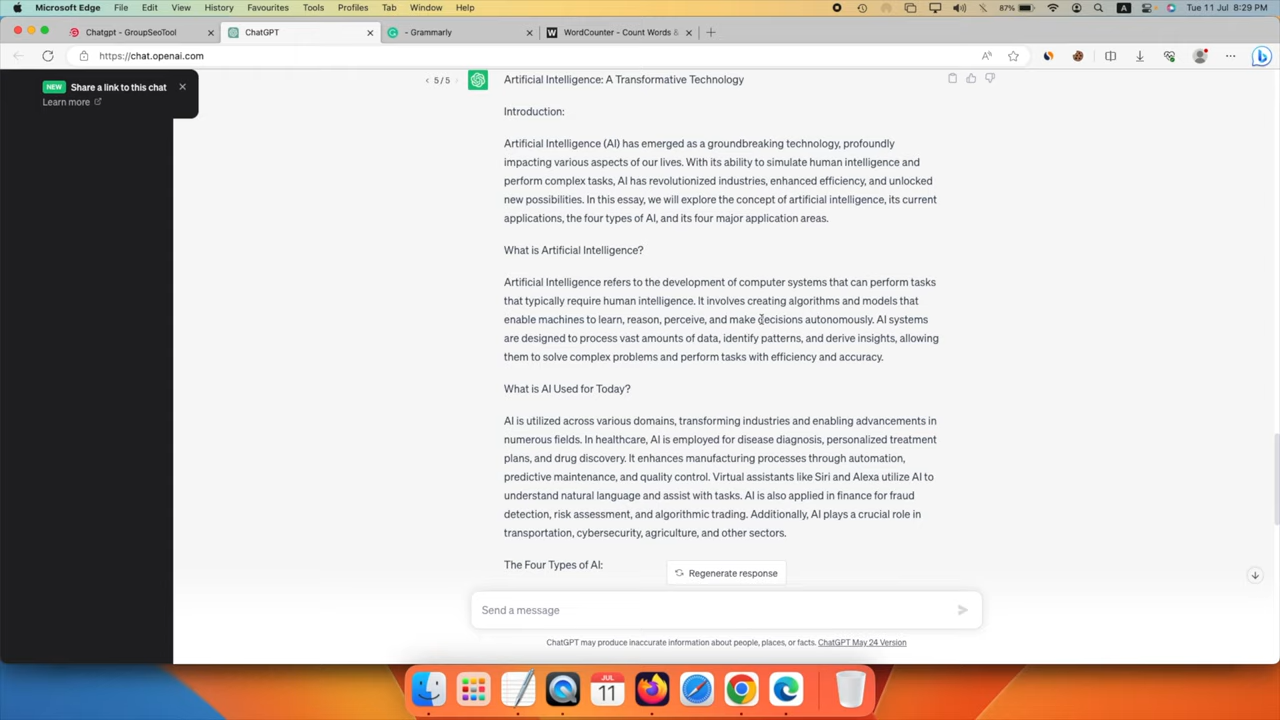 Microsoft Edge File Edit View History Favourites Tools Profiles Tab Window Help 87% A Tue 11 Jul 8:29 PM
Chatgpt - GroupSeoTool ChatGPT - Grammarly WordCounter - Count Words &
https://chat.openai.com
NEW Share a link to this chat
Learn more
5/5 Artificial Intelligence: A Transformative Technology
Introduction:
Artificial Intelligence (AI) has emerged as a groundbreaking technology, profoundly
impacting various aspects of our lives. With its ability to simulate human intelligence and
perform complex tasks, AI has revolutionized industries, enhanced efficiency, and unlocked
new possibilities. In this essay, we will explore the concept of artificial intelligence, its current
applications, the four types of AI, and its four major application areas.
What is Artificial Intelligence?
Artificial Intelligence refers to the development of computer systems that can perform tasks
that typically require human intelligence. It involves creating algorithms and models that
enable machines to learn, reason, perceive, and make decisions autonomously. AI systems
are designed to process vast amounts of data, identify patterns, and derive insights, allowing
them to solve complex problems and perform tasks with efficiency and accuracy.
What is AI Used for Today?
AI is utilized across various domains, transforming industries and enabling advancements in
numerous fields. In healthcare, AI is employed for disease diagnosis, personalized treatment
plans, and drug discovery. It enhances manufacturing processes through automation,
predictive maintenance, and quality control. Virtual assistants like Siri and Alexa utilize AI to
understand natural language and assist with tasks. AI is also applied in finance for fraud
detection, risk assessment, and algorithmic trading. Additionally, AI plays a crucial role in
transportation, cybersecurity, agriculture, and other sectors.
The Four Types of AI:
Regenerate response
Send a message
ChatGPT may produce inaccurate information about people, places, or facts. ChatGPT May 24 Version
JUL
11